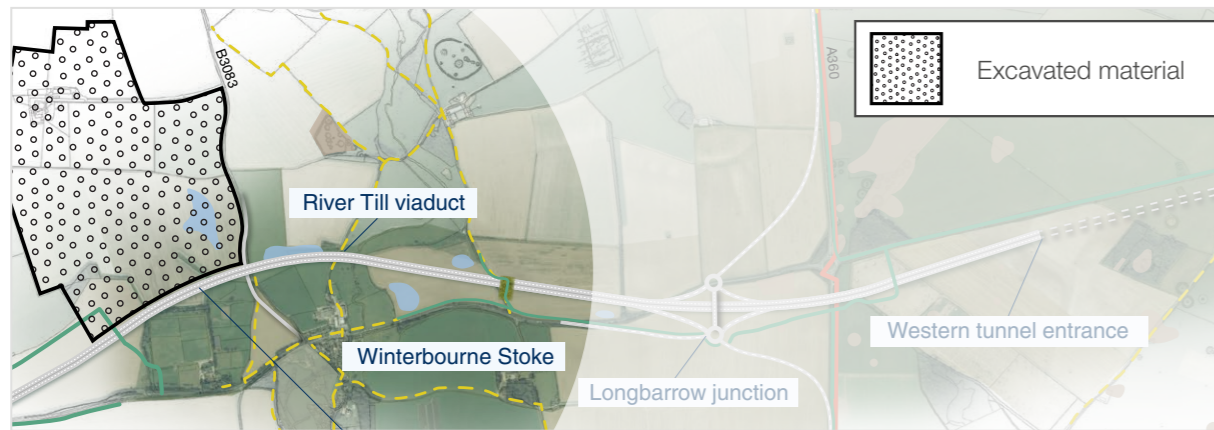 B3083
A360
Excavated material
River Till viaduct
Western tunnel entrance
Winterbourne Stoke
Longbarrow junction